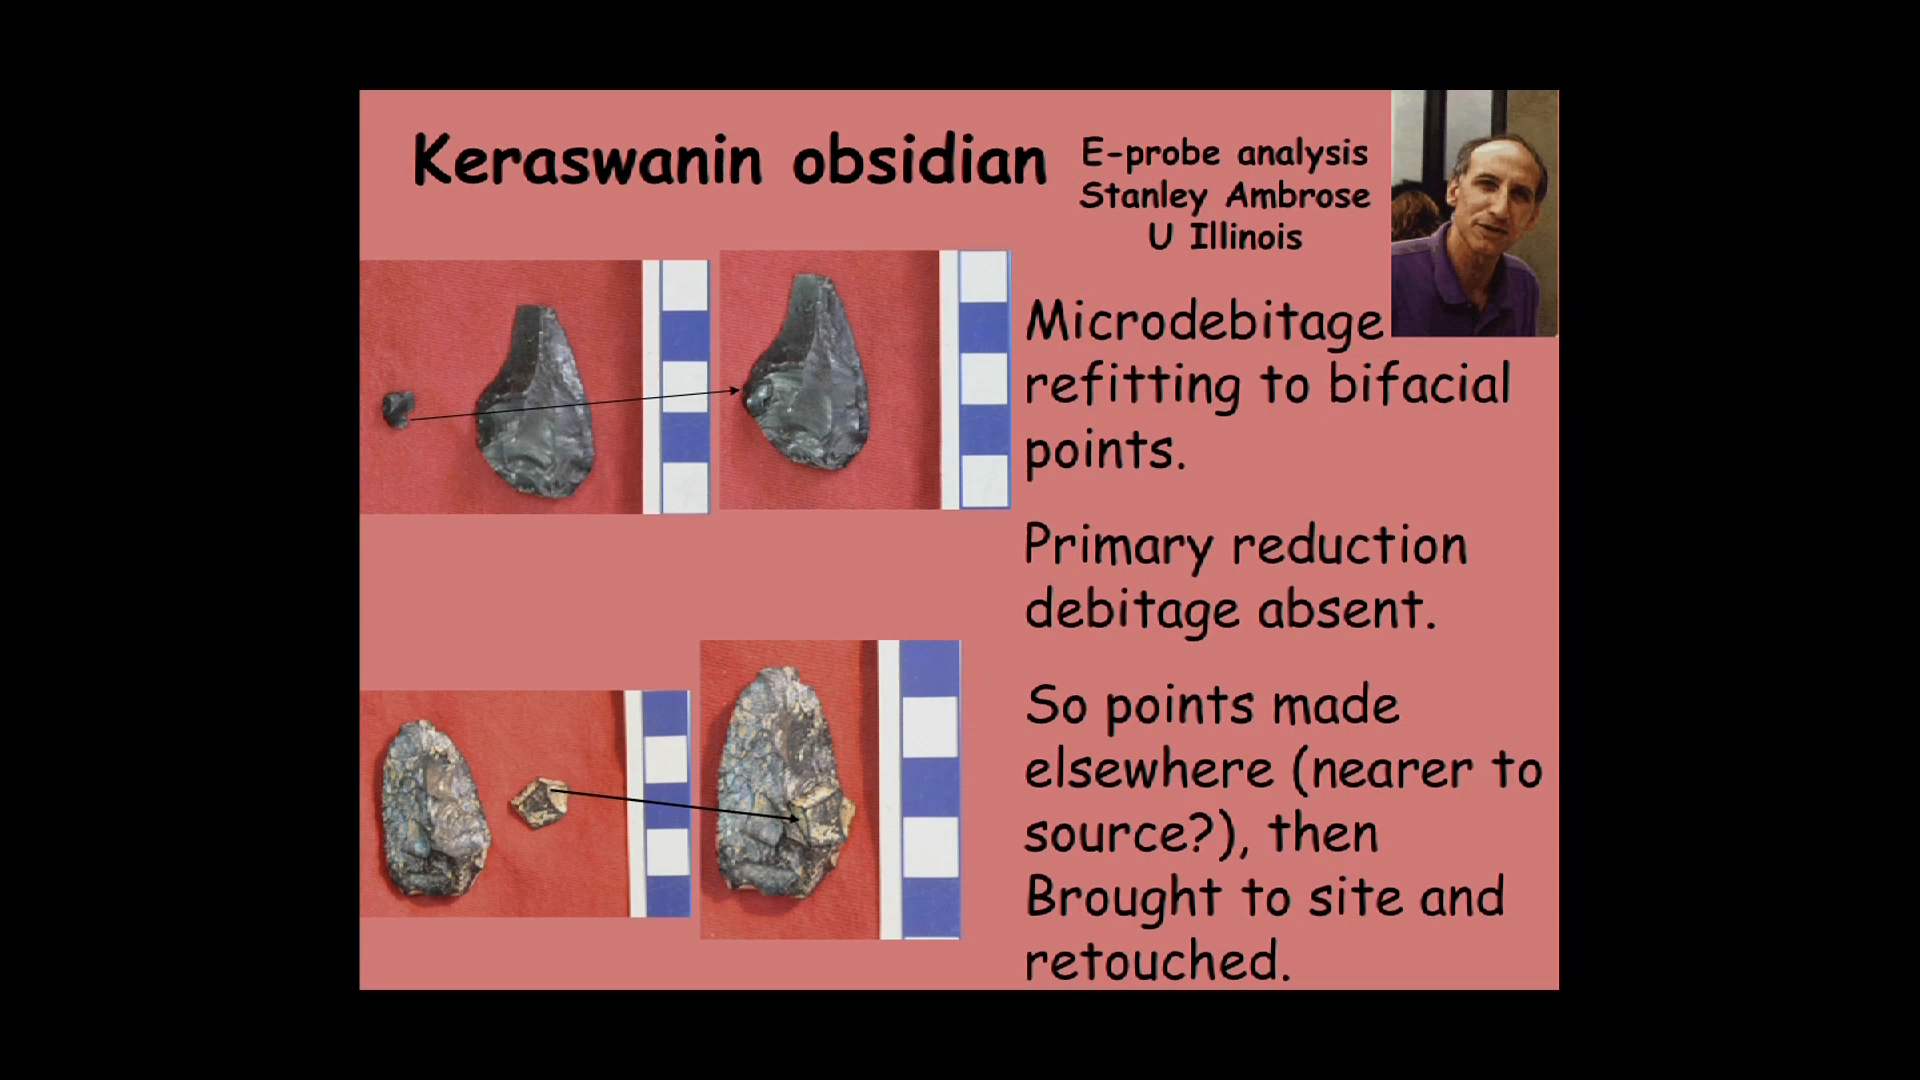 Keraswanin obsidian
E-probe analysis
Stanley Ambrose
U Illinois
Microdebitage
refitting to bifacial
points.
Primary reduction
debitage absent.
So points made
elsewhere (nearer to
source?), then
Brought to site and
retouched.